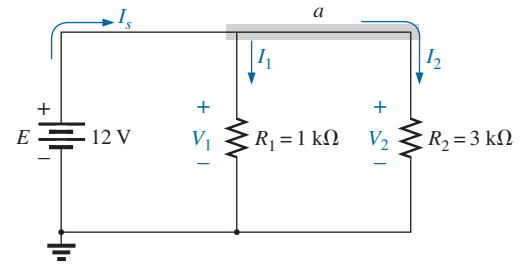 a
I_s
I_1
I_2
+ + +
E 12 V V_1 R_1 = 1 kΩ V_2 R_2 = 3 kΩ
– – –